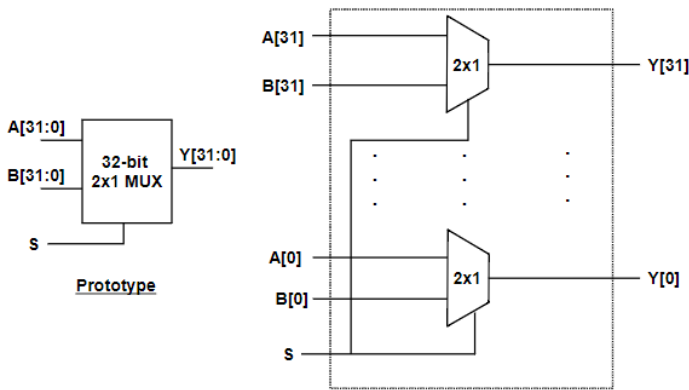 A[31:0]
B[31:0]
32-bit
2x1 MUX
Y[31:0]
S
Prototype
A[31]
B[31]
2x1
Y[31]
A[0]
B[0]
2x1
Y[0]
S